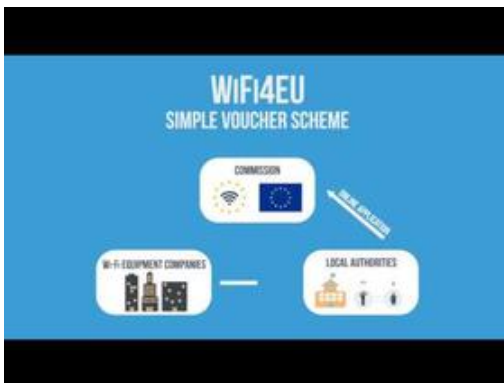 WiFi4EU
SIMPLE VOUCHER SCHEME
COMMISSION
ONLINE APPLICATION
Wi-Fi EQUIPMENT COMPANIES
LOCAL AUTHORITIES